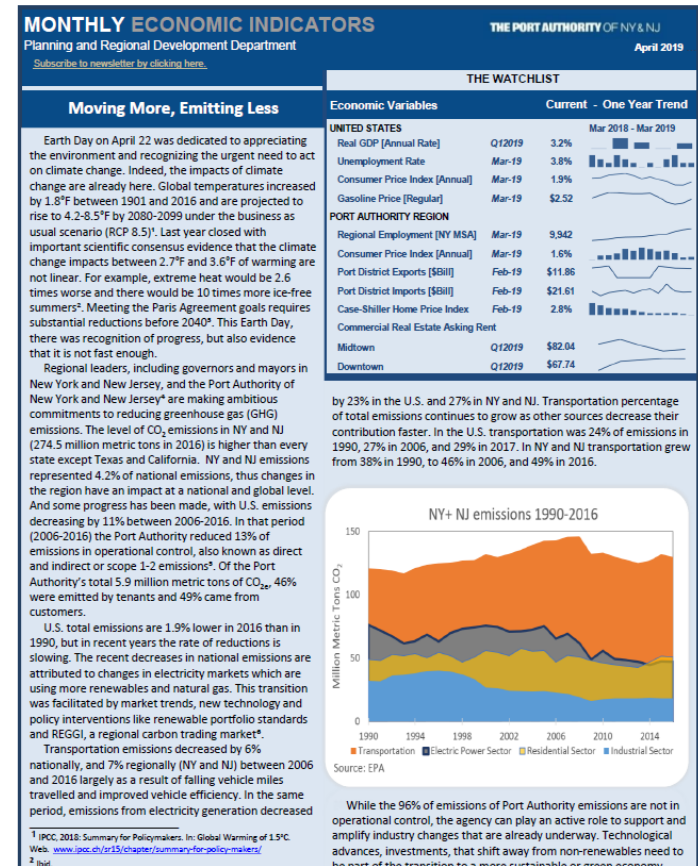 MONTHLY ECONOMIC INDICATORS
Planning and Regional Development Department
Subscribe to newsletter by clicking here.
THE PORT AUTHORITY OF NY & NJ
April 2019
Moving More, Emitting Less
Earth Day on April 22 was dedicated to appreciating
the environment and recognizing the urgent need to act
on climate change. Indeed, the impacts of climate
change are already here. Global temperatures increased
by 1.8°F between 1901 and 2016 and are projected to
rise to 4.2-8.5°F by 2080-2099 under the business as
usual scenario (RCP 8.5)¹. Last year closed with
important scientific consensus evidence that the climate
change impacts between 2.7°F and 3.6°F of warming are
not linear. For example, extreme heat would be 2.6
times worse and there would be 10 times more ice-free
summers². Meeting the Paris Agreement goals requires
substantial reductions before 2040³. This Earth Day,
there was recognition of progress, but also evidence
that it is not fast enough.
Regional leaders, including governors and mayors in
New York and New Jersey, and the Port Authority of
New York and New Jersey⁴ are making ambitious
commitments to reducing greenhouse gas (GHG)
emissions. The level of CO₂ emissions in NY and NJ
(274.5 million metric tons in 2016) is higher than every
state except Texas and California. NY and NJ emissions
represented 4.2% of national emissions, thus changes in
the region have an impact at a national and global level.
And some progress has been made, with U.S. emissions
decreasing by 11% between 2006-2016. In that period
(2006-2016) the Port Authority reduced 13% of
emissions in operational control, also known as direct
and indirect or scope 1-2 emissions⁵. Of the Port
Authority's total 5.9 million metric tons of CO₂ₑ, 46%
were emitted by tenants and 49% came from
customers.
U.S. total emissions are 1.9% lower in 2016 than in
1990, but in recent years the rate of reductions is
slowing. The recent decreases in national emissions are
attributed to changes in electricity markets which are
using more renewables and natural gas. This transition
was facilitated by market trends, new technology and
policy interventions like renewable portfolio standards
and REGGI, a regional carbon trading market⁶.
Transportation emissions decreased by 6%
nationally, and 7% regionally (NY and NJ) between 2006
and 2016 largely as a result of falling vehicle miles
travelled and improved vehicle efficiency. In the same
period, emissions from electricity generation decreased
1 IPCC, 2018: Summary for Policymakers. In: Global Warming of 1.5°C.
Web. www.ipcc.ch/sr15/chapter/summary-for-policy-makers/
2 Ibid.
THE WATCHLIST
Economic Variables Current - One Year Trend
UNITED STATES Mar 2018 - Mar 2019
Real GDP [Annual Rate] Q12019 3.2%
Unemployment Rate Mar-19 3.8%
Consumer Price Index [Annual] Mar-19 1.9%
Gasoline Price [Regular] Mar-19 $2.52
PORT AUTHORITY REGION
Regional Employment [NY MSA] Mar-19 9,942
Consumer Price Index [Annual] Mar-19 1.6%
Port District Exports [$Bill] Feb-19 $11.86
Port District Imports [$Bill] Feb-19 $21.61
Case-Shiller Home Price Index Feb-19 2.8%
Commercial Real Estate Asking Rent
Midtown Q12019 $82.04
Downtown Q12019 $67.74
by 23% in the U.S. and 27% in NY and NJ. Transportation percentage
of total emissions continues to grow as other sources decrease their
contribution faster. In the U.S. transportation was 24% of emissions in
1990, 27% in 2006, and 29% in 2017. In NY and NJ transportation grew
from 38% in 1990, to 46% in 2006, and 49% in 2016.
NY+ NJ emissions 1990-2016
Million Metric Tons CO₂
150
100
50
0
1990 1994 1998 2002 2006 2010 2014
Transportation Electric Power Sector Residential Sector Industrial Sector
Source: EPA
While the 96% of emissions of Port Authority emissions are not in
operational control, the agency can play an active role to support and
amplify industry changes that are already underway. Technological
advances, investments, that shift away from non-renewables need to
be part of the transition to a more sustainable or green economy.